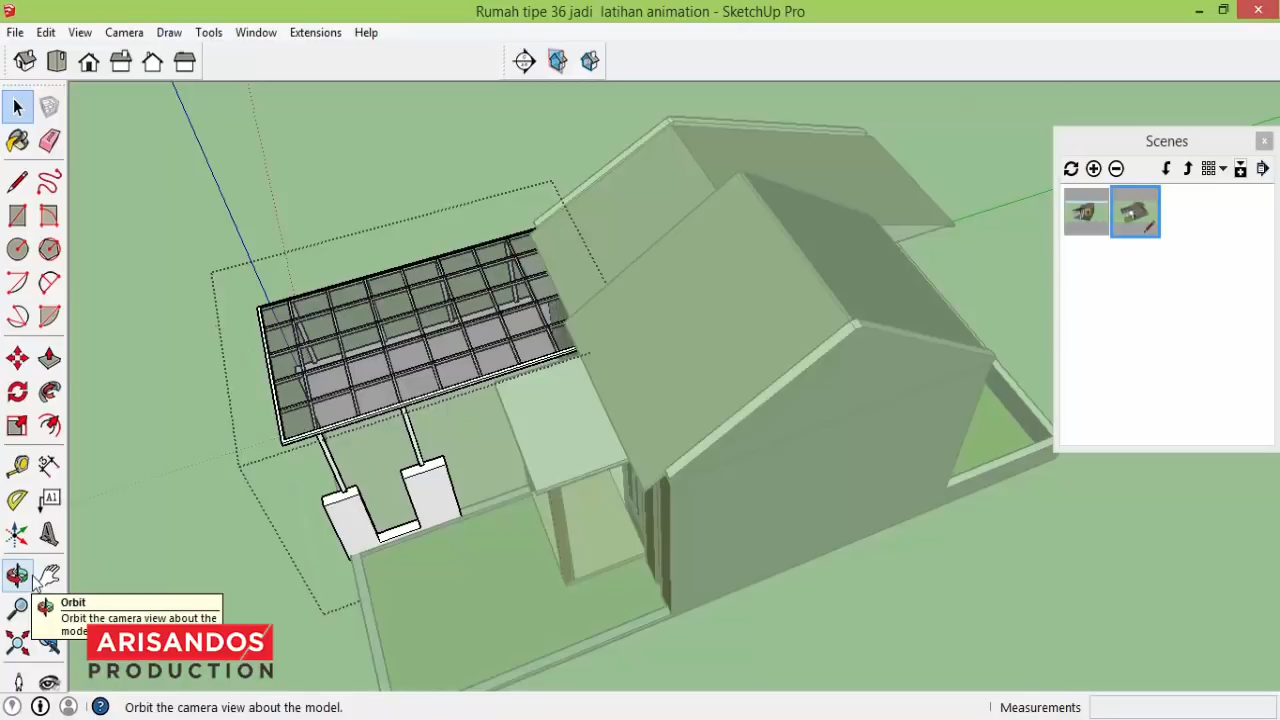 Rumah tipe 36 jadi  latihan animation - SketchUp Pro
File Edit View Camera Draw Tools Window Extensions Help
Scenes
A1
Orbit
Orbit the camera view about the
ARISANDOS
PRODUCTION
Orbit the camera view about the model.
Measurements